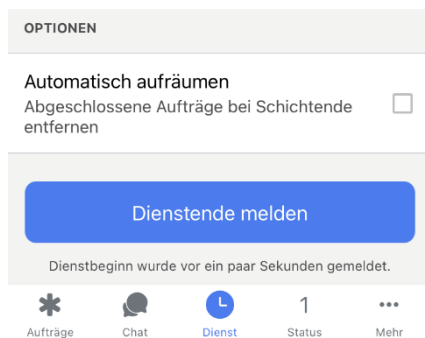 OPTIONEN
Automatisch aufräumen
Abgeschlossene Aufträge bei Schichtende
entfernen
Dienstende melden
Dienstbeginn wurde vor ein paar Sekunden gemeldet.
1
Aufträge Chat Dienst Status Mehr